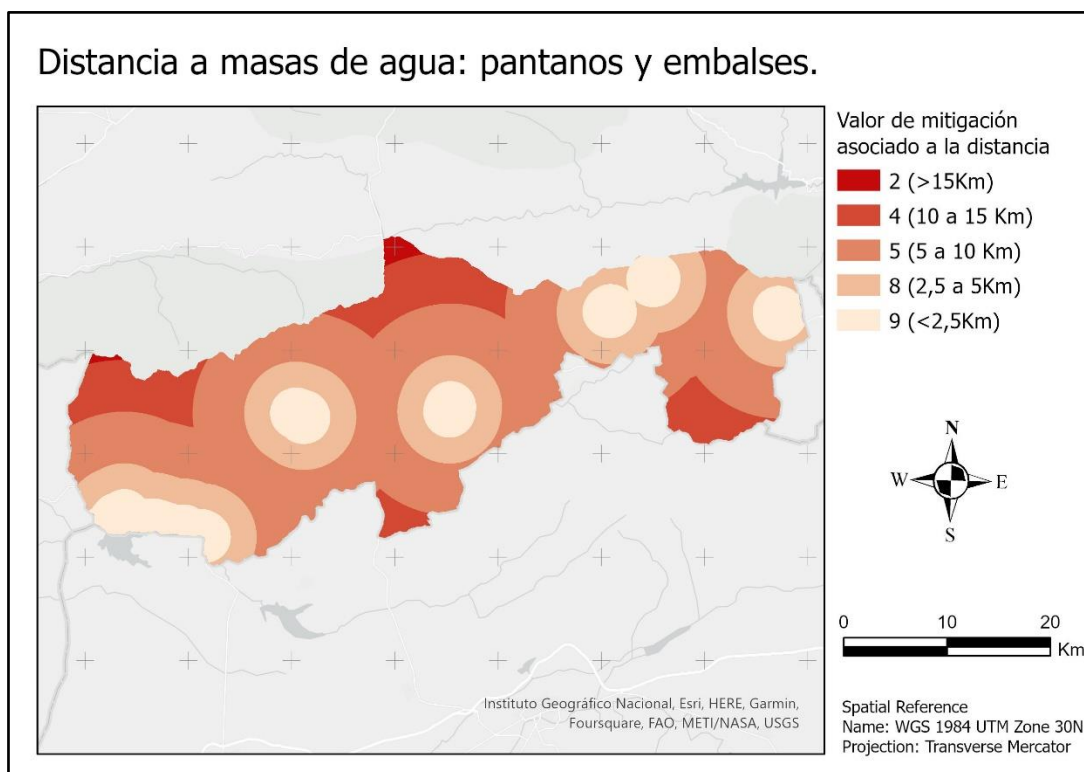 Distancia a masas de agua: pantanos y embalses.
Valor de mitigación
asociado a la distancia
2 (>15Km)
4 (10 a 15 Km)
5 (5 a 10 Km)
8 (2,5 a 5Km)
9 (<2,5Km)
N
W E
S
0 10 20
Km
Instituto Geográfico Nacional, Esri, HERE, Garmin,
Foursquare, FAO, METI/NASA, USGS
Spatial Reference
Name: WGS 1984 UTM Zone 30N
Projection: Transverse Mercator